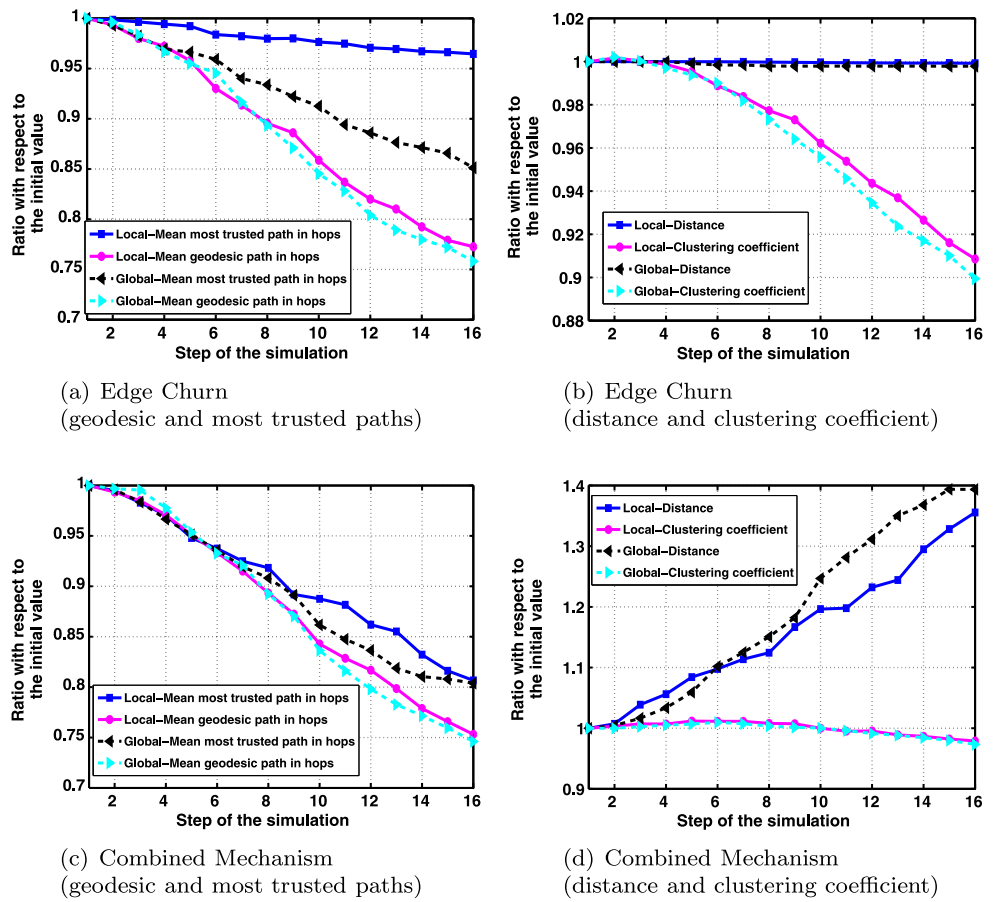 1
0.95
0.9
0.85
0.8
0.75
0.7
Ratio with respect to
the initial value
Local–Mean most trusted path in hops
Local–Mean geodesic path in hops
Global–Mean most trusted path in hops
Global–Mean geodesic path in hops
2 4 6 8 10 12 14 16
Step of the simulation
(a) Edge Churn
(geodesic and most trusted paths)
1.02
1
0.98
0.96
0.94
0.92
0.9
0.88
Ratio with respect to
the initial value
Local–Distance
Local–Clustering coefficient
Global–Distance
Global–Clustering coefficient
2 4 6 8 10 12 14 16
Step of the simulation
(b) Edge Churn
(distance and clustering coefficient)
1
0.95
0.9
0.85
0.8
0.75
0.7
Ratio with respect to
the initial value
Local–Mean most trusted path in hops
Local–Mean geodesic path in hops
Global–Mean most trusted path in hops
Global–Mean geodesic path in hops
2 4 6 8 10 12 14 16
Step of the simulation
(c) Combined Mechanism
(geodesic and most trusted paths)
1.4
1.3
1.2
1.1
1.0
0.9
Ratio with respect to
the initial value
Local–Distance
Local–Clustering coefficient
Global–Distance
Global–Clustering coefficient
2 4 6 8 10 12 14 16
Step of the simulation
(d) Combined Mechanism
(distance and clustering coefficient)